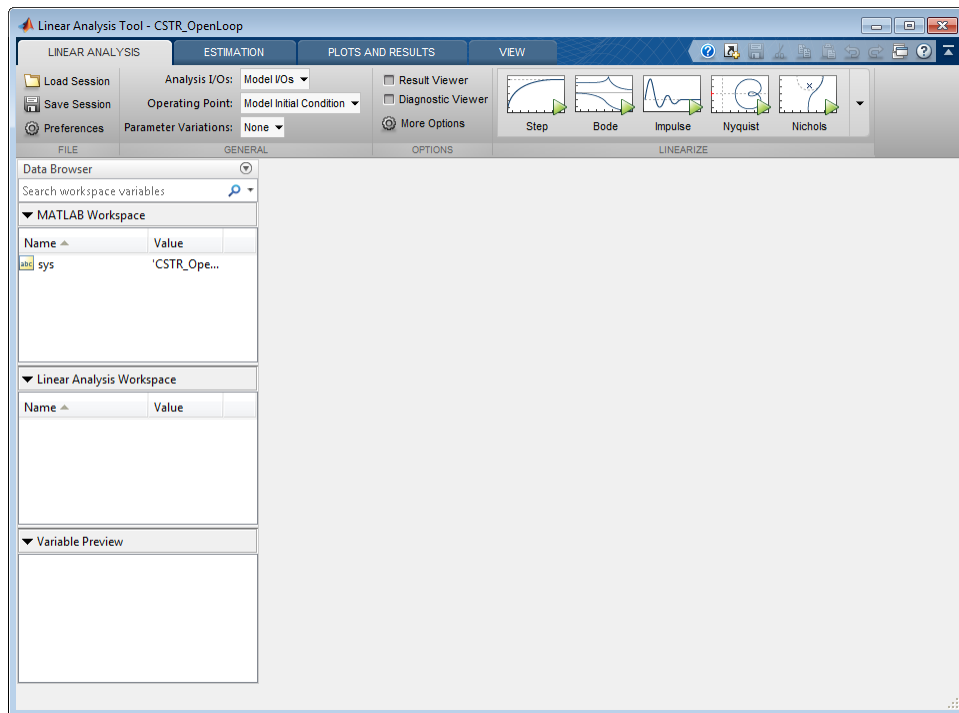 Linear Analysis Tool - CSTR_OpenLoop
LINEAR ANALYSIS ESTIMATION PLOTS AND RESULTS VIEW
Load Session
Save Session
Preferences
FILE
Analysis I/Os: Model I/Os
Operating Point: Model Initial Condition
Parameter Variations: None
GENERAL
Result Viewer
Diagnostic Viewer
More Options
OPTIONS
Step Bode Impulse Nyquist Nichols
LINEARIZE
Data Browser
Search workspace variables
MATLAB Workspace
Name Value
abc sys 'CSTR_Ope...
Linear Analysis Workspace
Name Value
Variable Preview